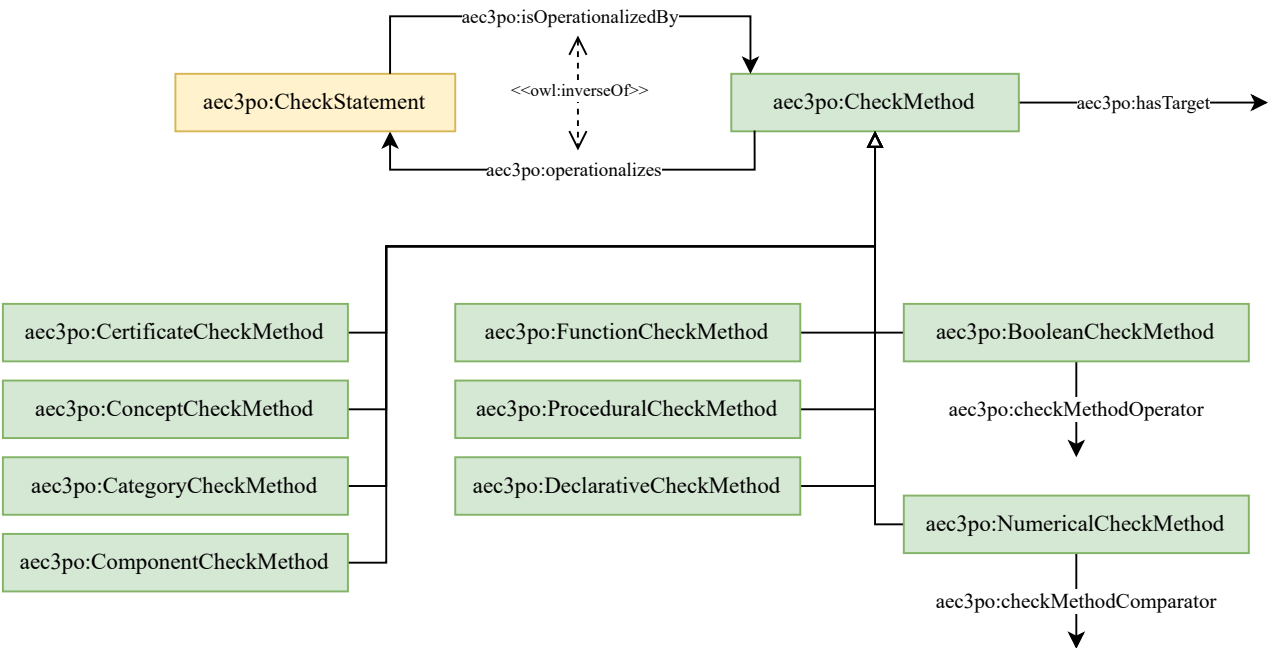 aec3po:isOperationalizedBy
<<owl:inverseOf>>
aec3po:CheckStatement
aec3po:CheckMethod
aec3po:hasTarget
aec3po:operationalizes
aec3po:CertificateCheckMethod
aec3po:FunctionCheckMethod
aec3po:BooleanCheckMethod
aec3po:ConceptCheckMethod
aec3po:ProceduralCheckMethod
aec3po:checkMethodOperator
aec3po:CategoryCheckMethod
aec3po:DeclarativeCheckMethod
aec3po:NumericalCheckMethod
aec3po:ComponentCheckMethod
aec3po:checkMethodComparator